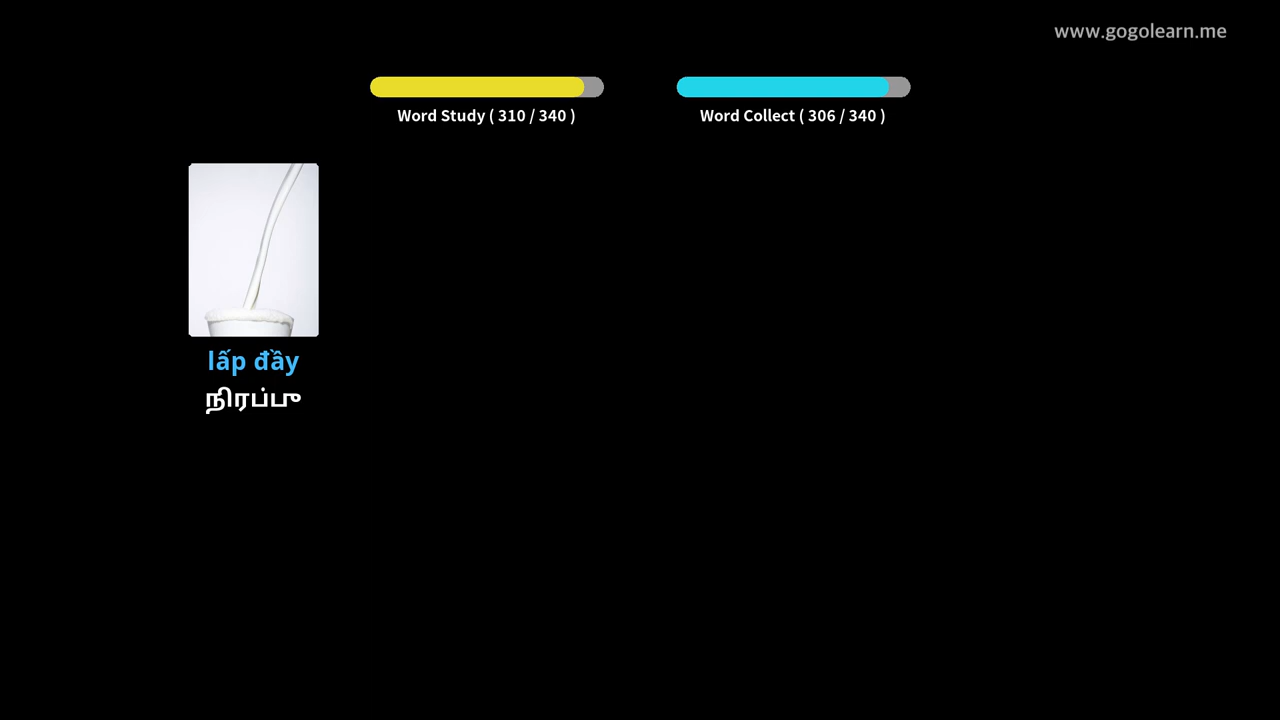 www.gogolearn.me
Word Study ( 310 / 340 )
Word Collect ( 306 / 340 )
lấp đầy
நிரப்பு